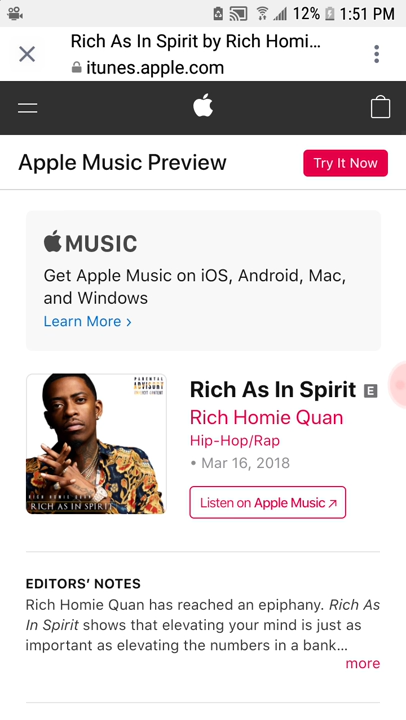 12% 1:51 PM
Rich As In Spirit by Rich Homi...
itunes.apple.com
Apple Music Preview
Try It Now
MUSIC
Get Apple Music on iOS, Android, Mac,
and Windows
Learn More >
PARENTAL
ADVISORY
EXPLICIT CONTENT
RICH HOMIE QUAN
RICH AS IN SPIRIT
Rich As In Spirit E
Rich Homie Quan
Hip-Hop/Rap
• Mar 16, 2018
Listen on Apple Music ↗
EDITORS’ NOTES
Rich Homie Quan has reached an epiphany. Rich As
In Spirit shows that elevating your mind is just as
important as elevating the numbers in a bank...
more